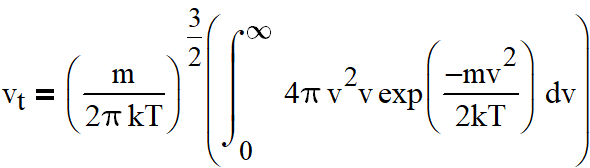 v_t = (m / 2π kT)^(3/2) (∫_0^∞ 4π v^2 v exp(−mv^2 / 2kT) dv)